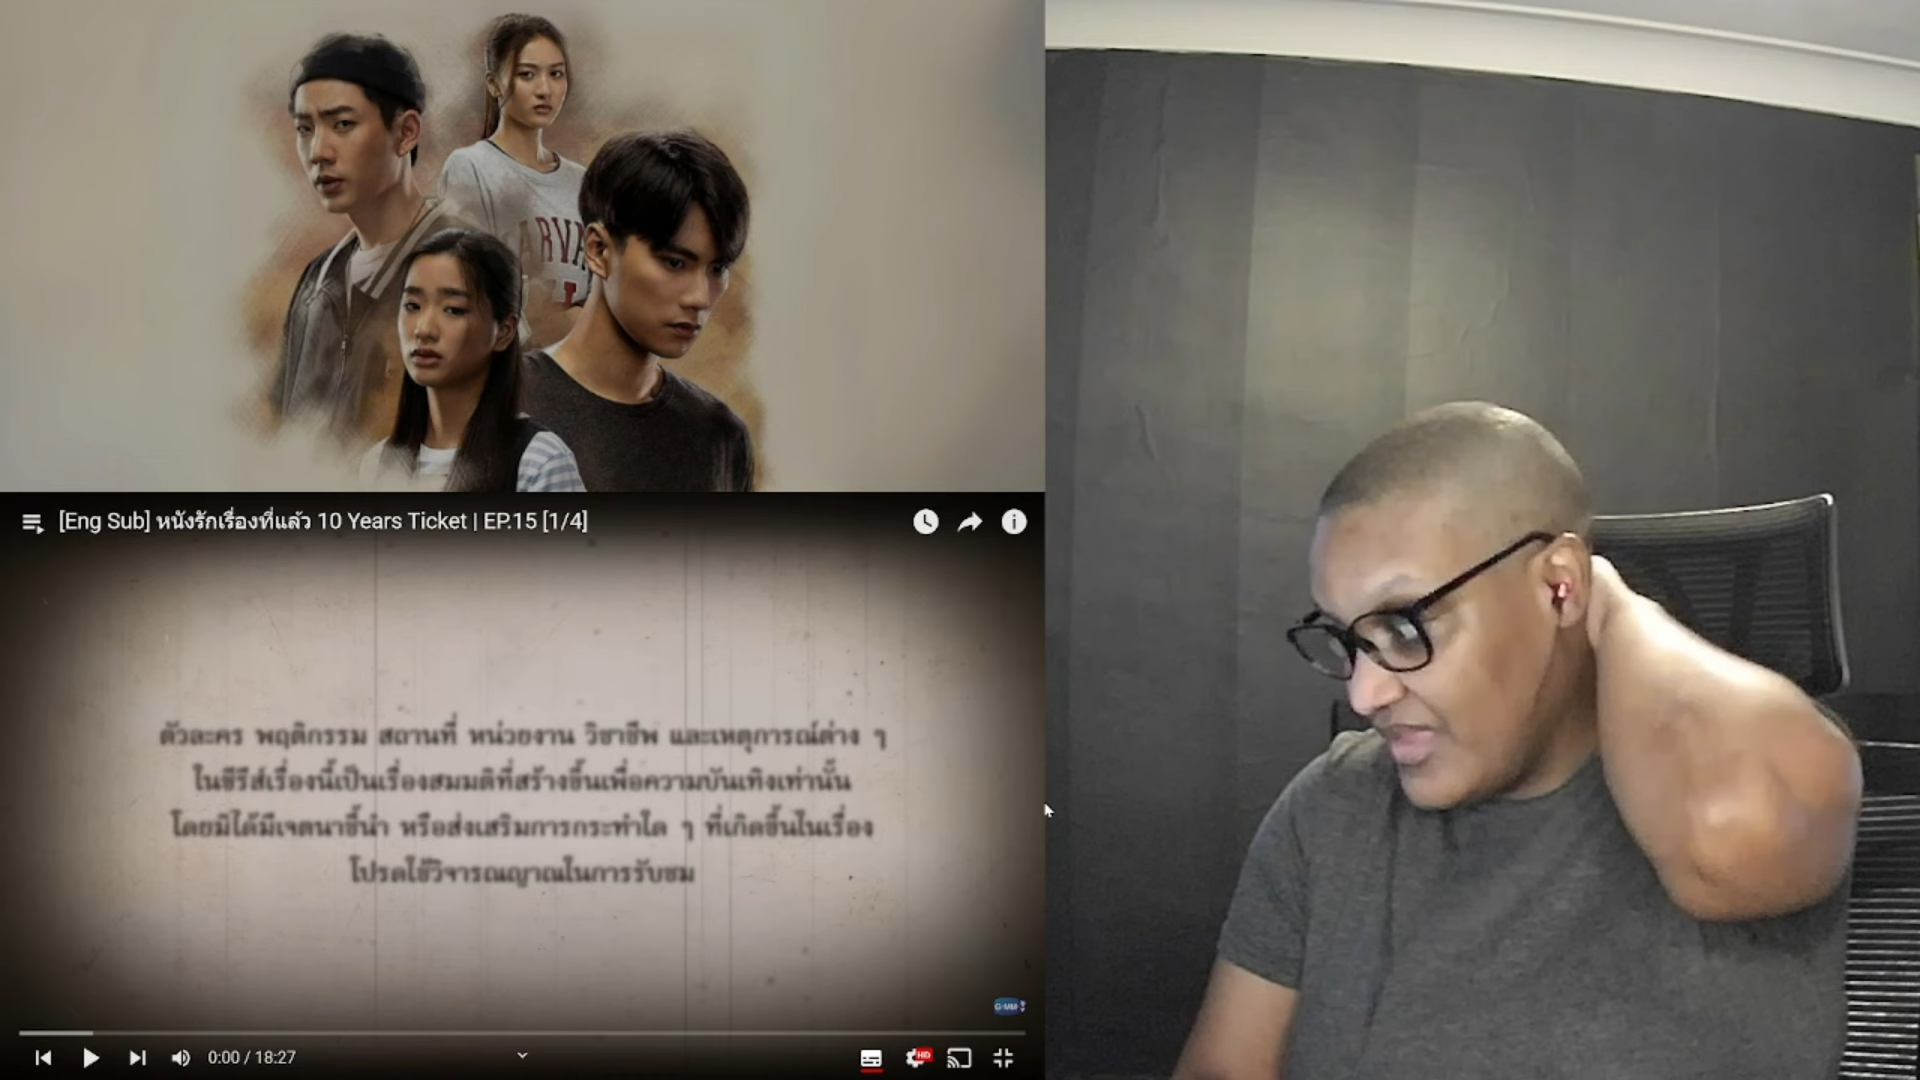 ARVA
[Eng Sub] หนังรักเรื่องที่แล้ว 10 Years Ticket | EP.15 [1/4]
ตัวละคร พฤติกรรม สถานที่ หน่วยงาน วิชาชีพ และเหตุการณ์ต่าง ๆ
ในซีรีส์เรื่องนี้เป็นเรื่องสมมติที่สร้างขึ้นเพื่อความบันเทิงเท่านั้น
โดยมิได้มีเจตนาชี้นำ หรือส่งเสริมการกระทำใด ๆ ที่เกิดขึ้นในเรื่อง
โปรดใช้วิจารณญาณในการรับชม
GMM
0:00 / 18:27
HD